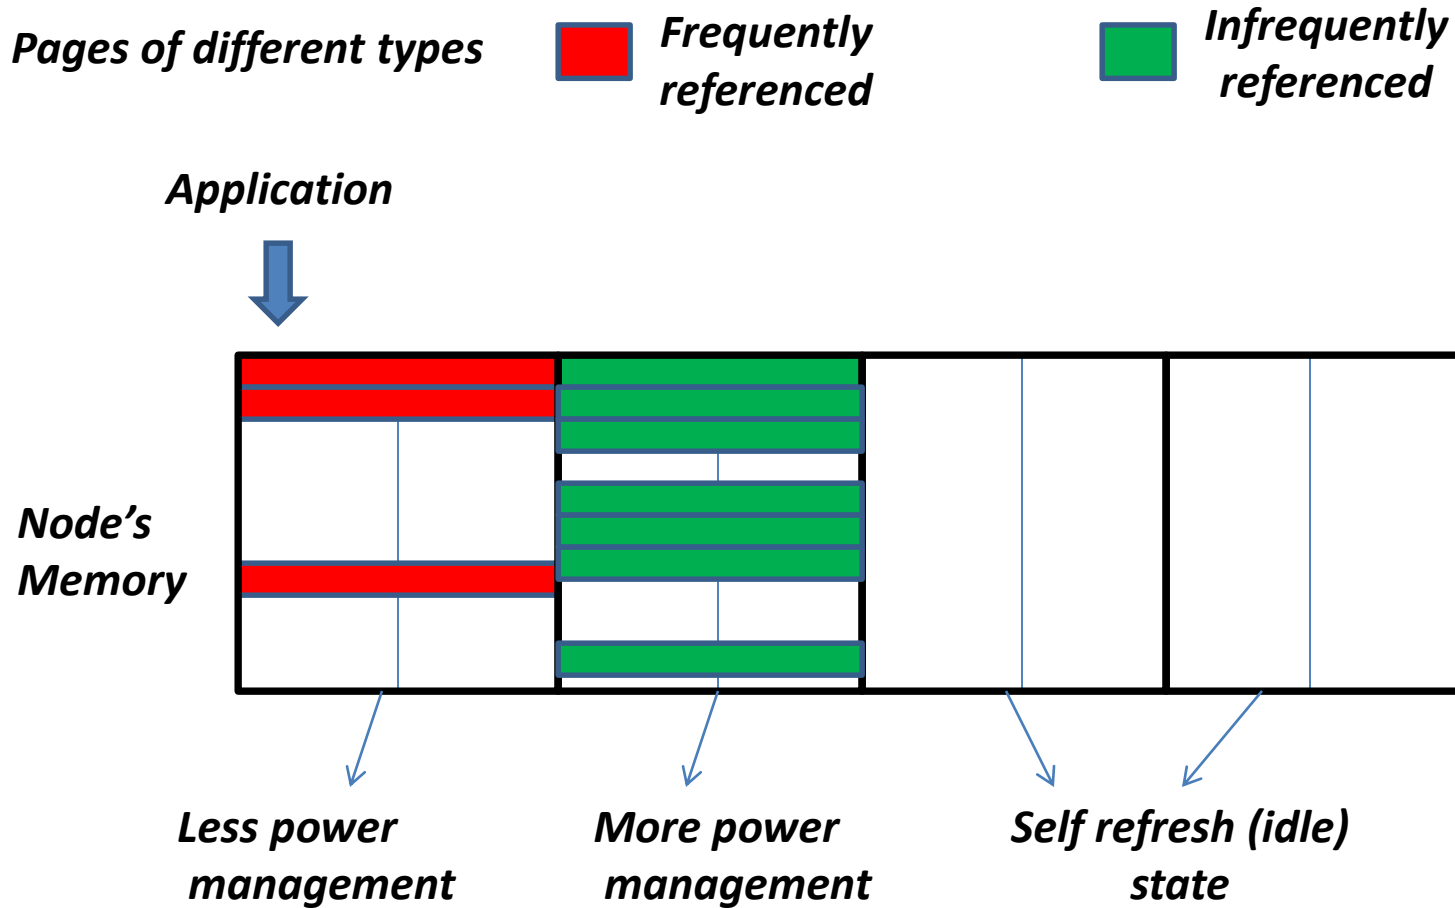 Pages of different types
Frequently
referenced
Infrequently
referenced
Application
Node’s
Memory
Less power
management
More power
management
Self refresh (idle)
state